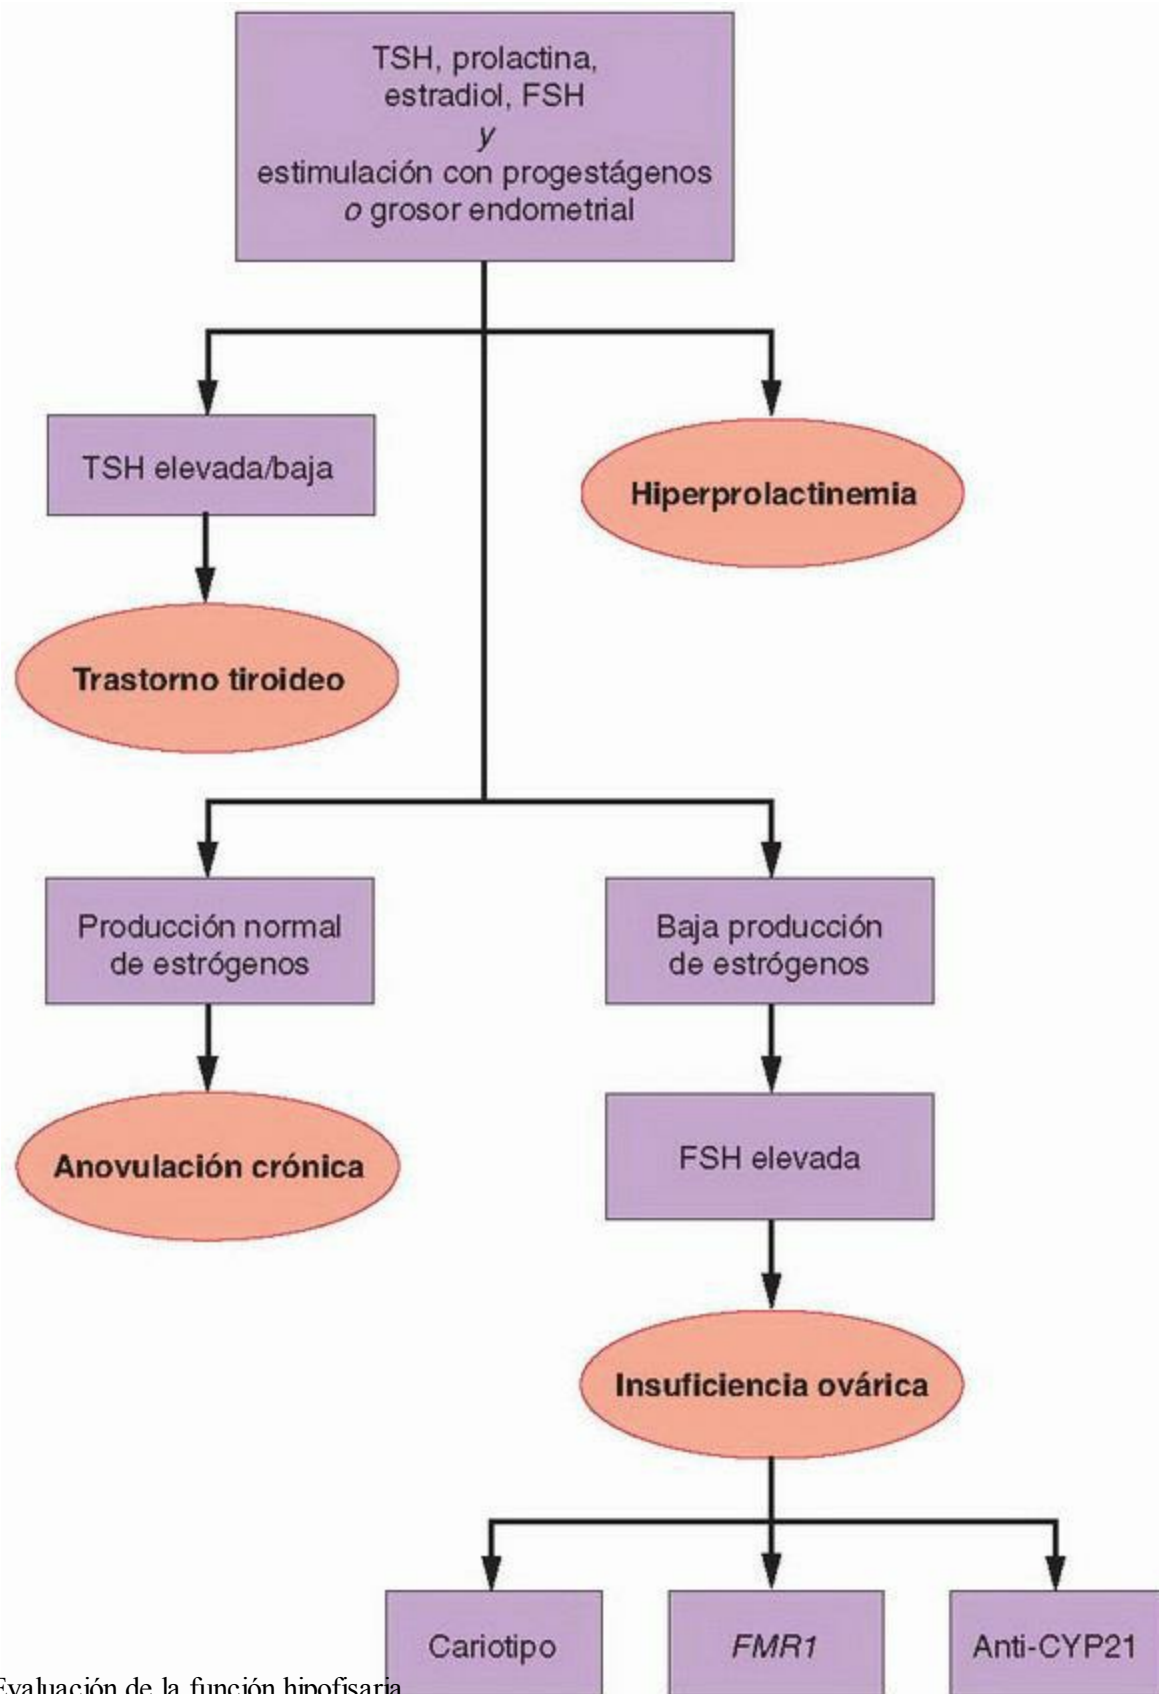 TSH, prolactina,
estradiol, FSH
y
estimulación con progestágenos
o grosor endometrial
TSH elevada/baja
Hiperprolactinemia
Trastorno tiroideo
Producción normal
de estrógenos
Baja producción
de estrógenos
Anovulación crónica
FSH elevada
Insuficiencia ovárica
Cariotipo
FMR1
Anti-CYP21
Evaluación de la función hipofisaria